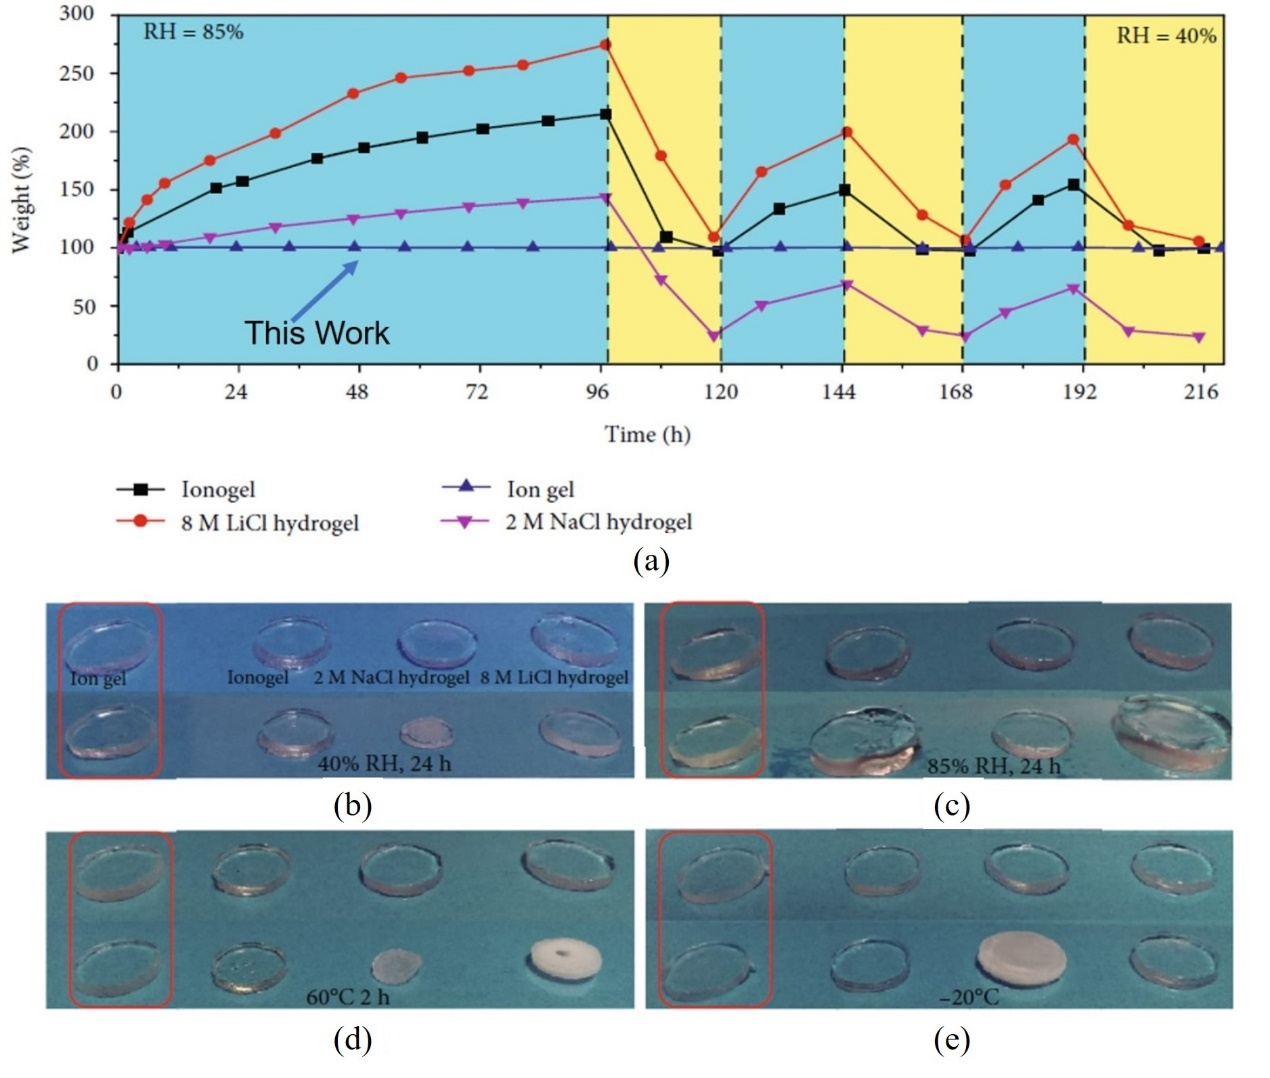 300
RH = 85%
RH = 40%
250
200
150
100
50
0
Weight (%)
This Work
0 24 48 72 96 120 144 168 192 216
Time (h)
Ionogel
Ion gel
8 M LiCl hydrogel
2 M NaCl hydrogel
(a)
Ion gel Ionogel 2 M NaCl hydrogel 8 M LiCl hydrogel
40% RH, 24 h
85% RH, 24 h
(b)
(c)
60°C 2 h
−20°C
(d)
(e)